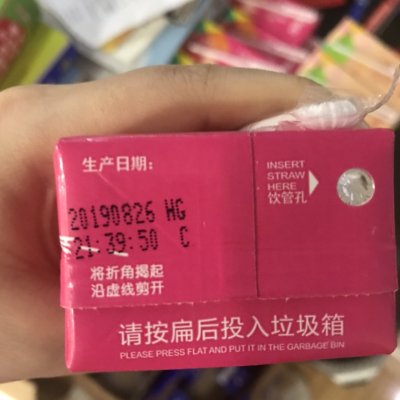 生产日期:
INSERT
STRAW
HERE
饮管孔
20190826 HG
21:39:50 C
将折角揭起
沿虚线剪开
请按扁后投入垃圾箱
PLEASE PRESS FLAT AND PUT IT IN THE GARBAGE BIN